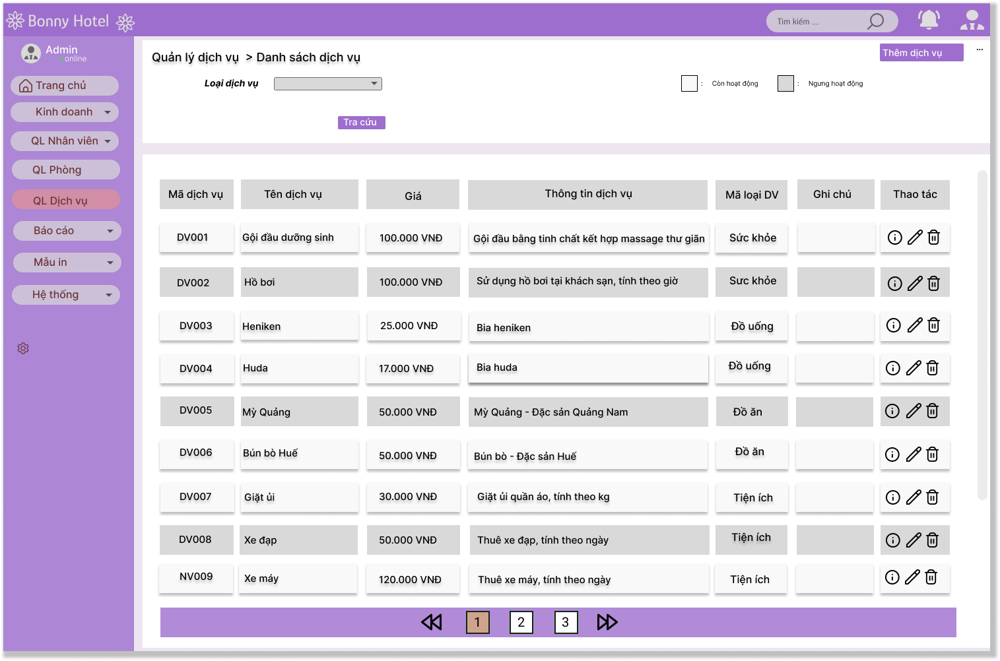 Bonny Hotel
Tìm kiếm ....
Admin
online
Trang chủ
Kinh doanh
QL Nhân viên
QL Phòng
QL Dịch vụ
Báo cáo
Mẫu in
Hệ thống
Quản lý dịch vụ > Danh sách dịch vụ
Thêm dịch vụ
...
Loại dịch vụ
: Còn hoạt động : Ngưng hoạt động
Tra cứu
Mã dịch vụ Tên dịch vụ Giá Thông tin dịch vụ Mã loại DV Ghi chú Thao tác
DV001 Gội đầu dưỡng sinh 100.000 VNĐ Gội đầu bằng tinh chất kết hợp massage thư giãn Sức khỏe
DV002 Hồ bơi 100.000 VNĐ Sử dụng hồ bơi tại khách sạn, tính theo giờ Sưc khỏe
DV003 Heniken 25.000 VNĐ Bia heniken Đồ uống
DV004 Huda 17.000 VNĐ Bia huda Đồ uống
DV005 Mỳ Quảng 50.000 VNĐ Mỳ Quảng - Đặc sản Quảng Nam Đồ ăn
DV006 Bún bò Huế 50.000 VNĐ Bún bò - Đặc sản Huế Đồ ăn
DV007 Giặt ủi 30.000 VNĐ Giặt ủi quần áo, tính theo kg Tiện ích
DV008 Xe đạp 50.000 VNĐ Thuê xe đạp, tính theo ngày Tiện ích
NV009 Xe máy 120.000 VNĐ Thuê xe máy, tính theo ngày Tiện ích
1 2 3